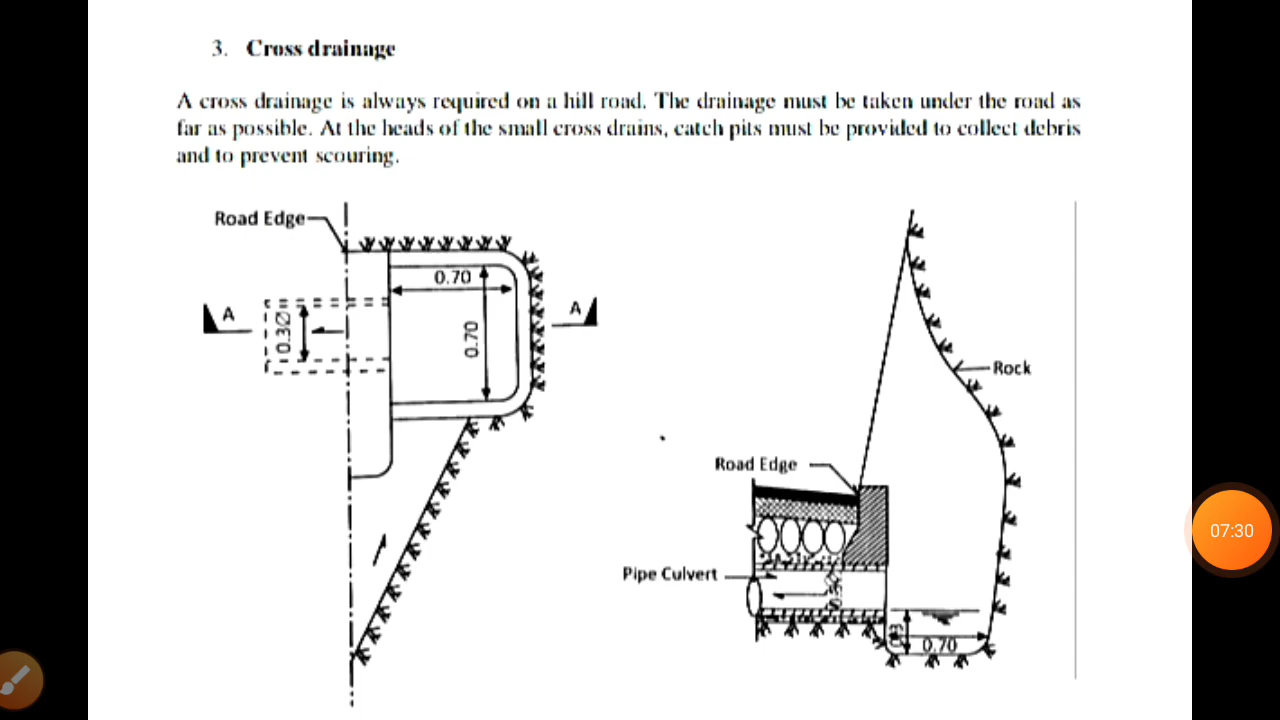 3. Cross drainage
A cross drainage is always required on a hill road. The drainage must be taken under the road as
far as possible. At the heads of the small cross drains, catch pits must be provided to collect debris
and to prevent scouring.
Road Edge
0.70
A
A
0.3Ø
0.70
Rock
Road Edge
Pipe Culvert
0.3
0.70
07:30